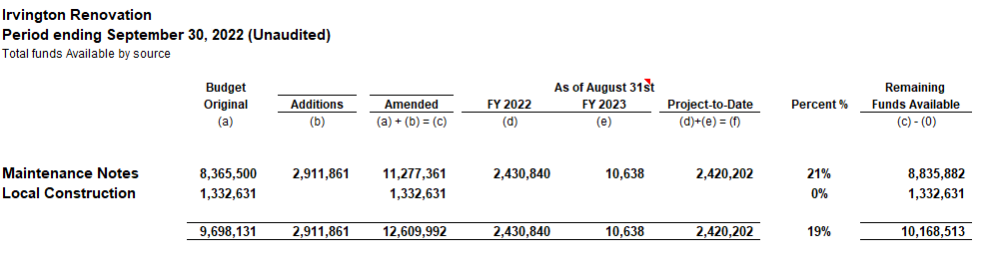 Irvington Renovation
Period ending September 30, 2022 (Unaudited)
Total funds Available by source
Budget As of August 31st Remaining
Original Additions Amended FY 2022 FY 2023 Project-to-Date Percent % Funds Available
(a) (b) (a) + (b) = (c) (d) (e) (d)+(e) = (f) (c) - (0)
Maintenance Notes 8,365,500 2,911,861 11,277,361 2,430,840 10,638 2,420,202 21% 8,835,882
Local Construction 1,332,631 1,332,631 0% 1,332,631
9,698,131 2,911,861 12,609,992 2,430,840 10,638 2,420,202 19% 10,168,513